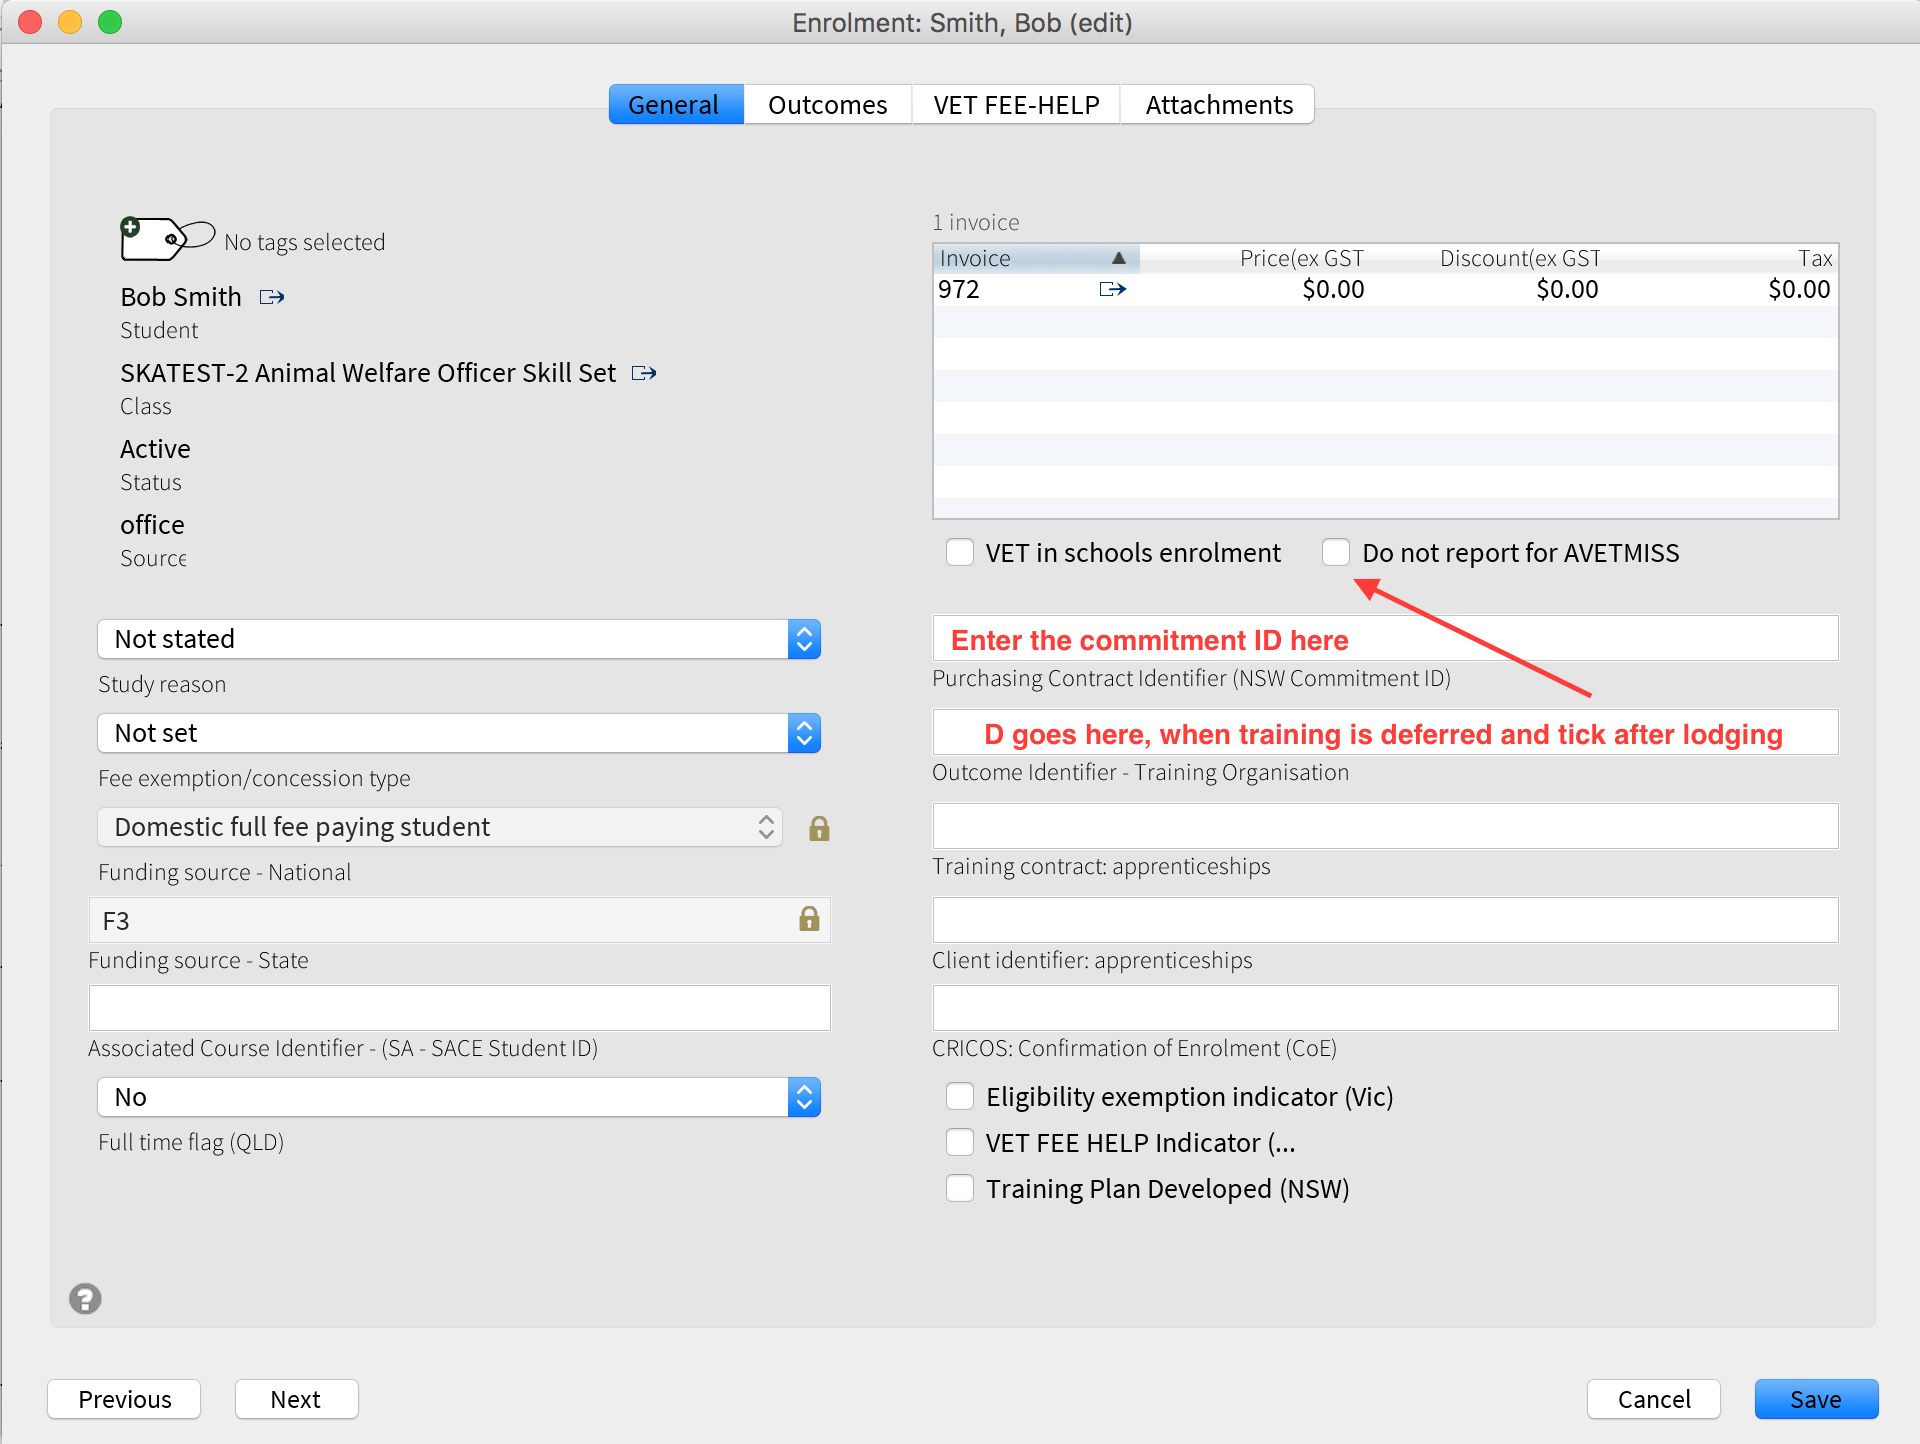 Enrolment: Smith, Bob (edit)
General
Outcomes
VET FEE-HELP
Attachments
No tags selected
Bob Smith
Student
SKATEST-2 Animal Welfare Officer Skill Set
Class
Active
Status
office
Source
Not stated
Study reason
Not set
Fee exemption/concession type
Domestic full fee paying student
Funding source - National
F3
Funding source - State
Associated Course Identifier - (SA - SACE Student ID)
No
Full time flag (QLD)
1 invoice
Invoice Price(ex GST Discount(ex GST Tax
972 $0.00 $0.00 $0.00
VET in schools enrolment
Do not report for AVETMISS
Enter the commitment ID here
Purchasing Contract Identifier (NSW Commitment ID)
D goes here, when training is deferred and tick after lodging
Outcome Identifier - Training Organisation
Training contract: apprenticeships
Client identifier: apprenticeships
CRICOS: Confirmation of Enrolment (CoE)
Eligibility exemption indicator (Vic)
VET FEE HELP Indicator (...
Training Plan Developed (NSW)
?
Previous
Next
Cancel
Save